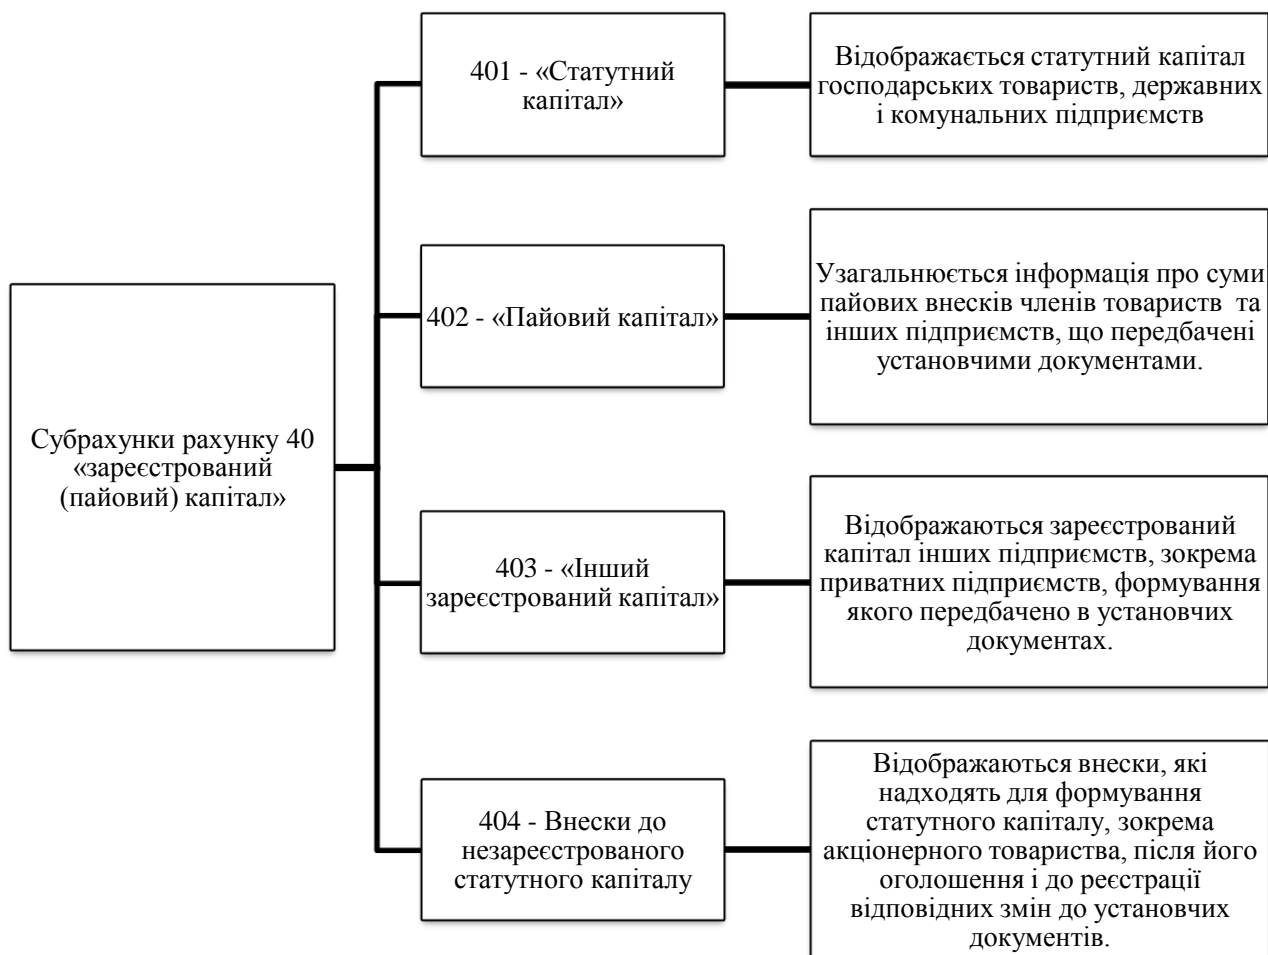 Субрахунки рахунку 40
«зареєстрований
(пайовий) капітал»
401 - «Статутний
капітал»
Відображається статутний капітал
господарських товариств, державних
і комунальних підприємств
402 - «Пайовий капітал»
Узагальнюється інформація про суми
пайових внесків членів товариств та
інших підприємств, що передбачені
установчими документами.
403 - «Інший
зареєстрований капітал»
Відображаються зареєстрований
капітал інших підприємств, зокрема
приватних підприємств, формування
якого передбачено в установчих
документах.
404 - Внески до
незареєстрованого
статутного капіталу
Відображаються внески, які
надходять для формування
статутного капіталу, зокрема
акціонерного товариства, після його
оголошення і до реєстрації
відповідних змін до установчих
документів.